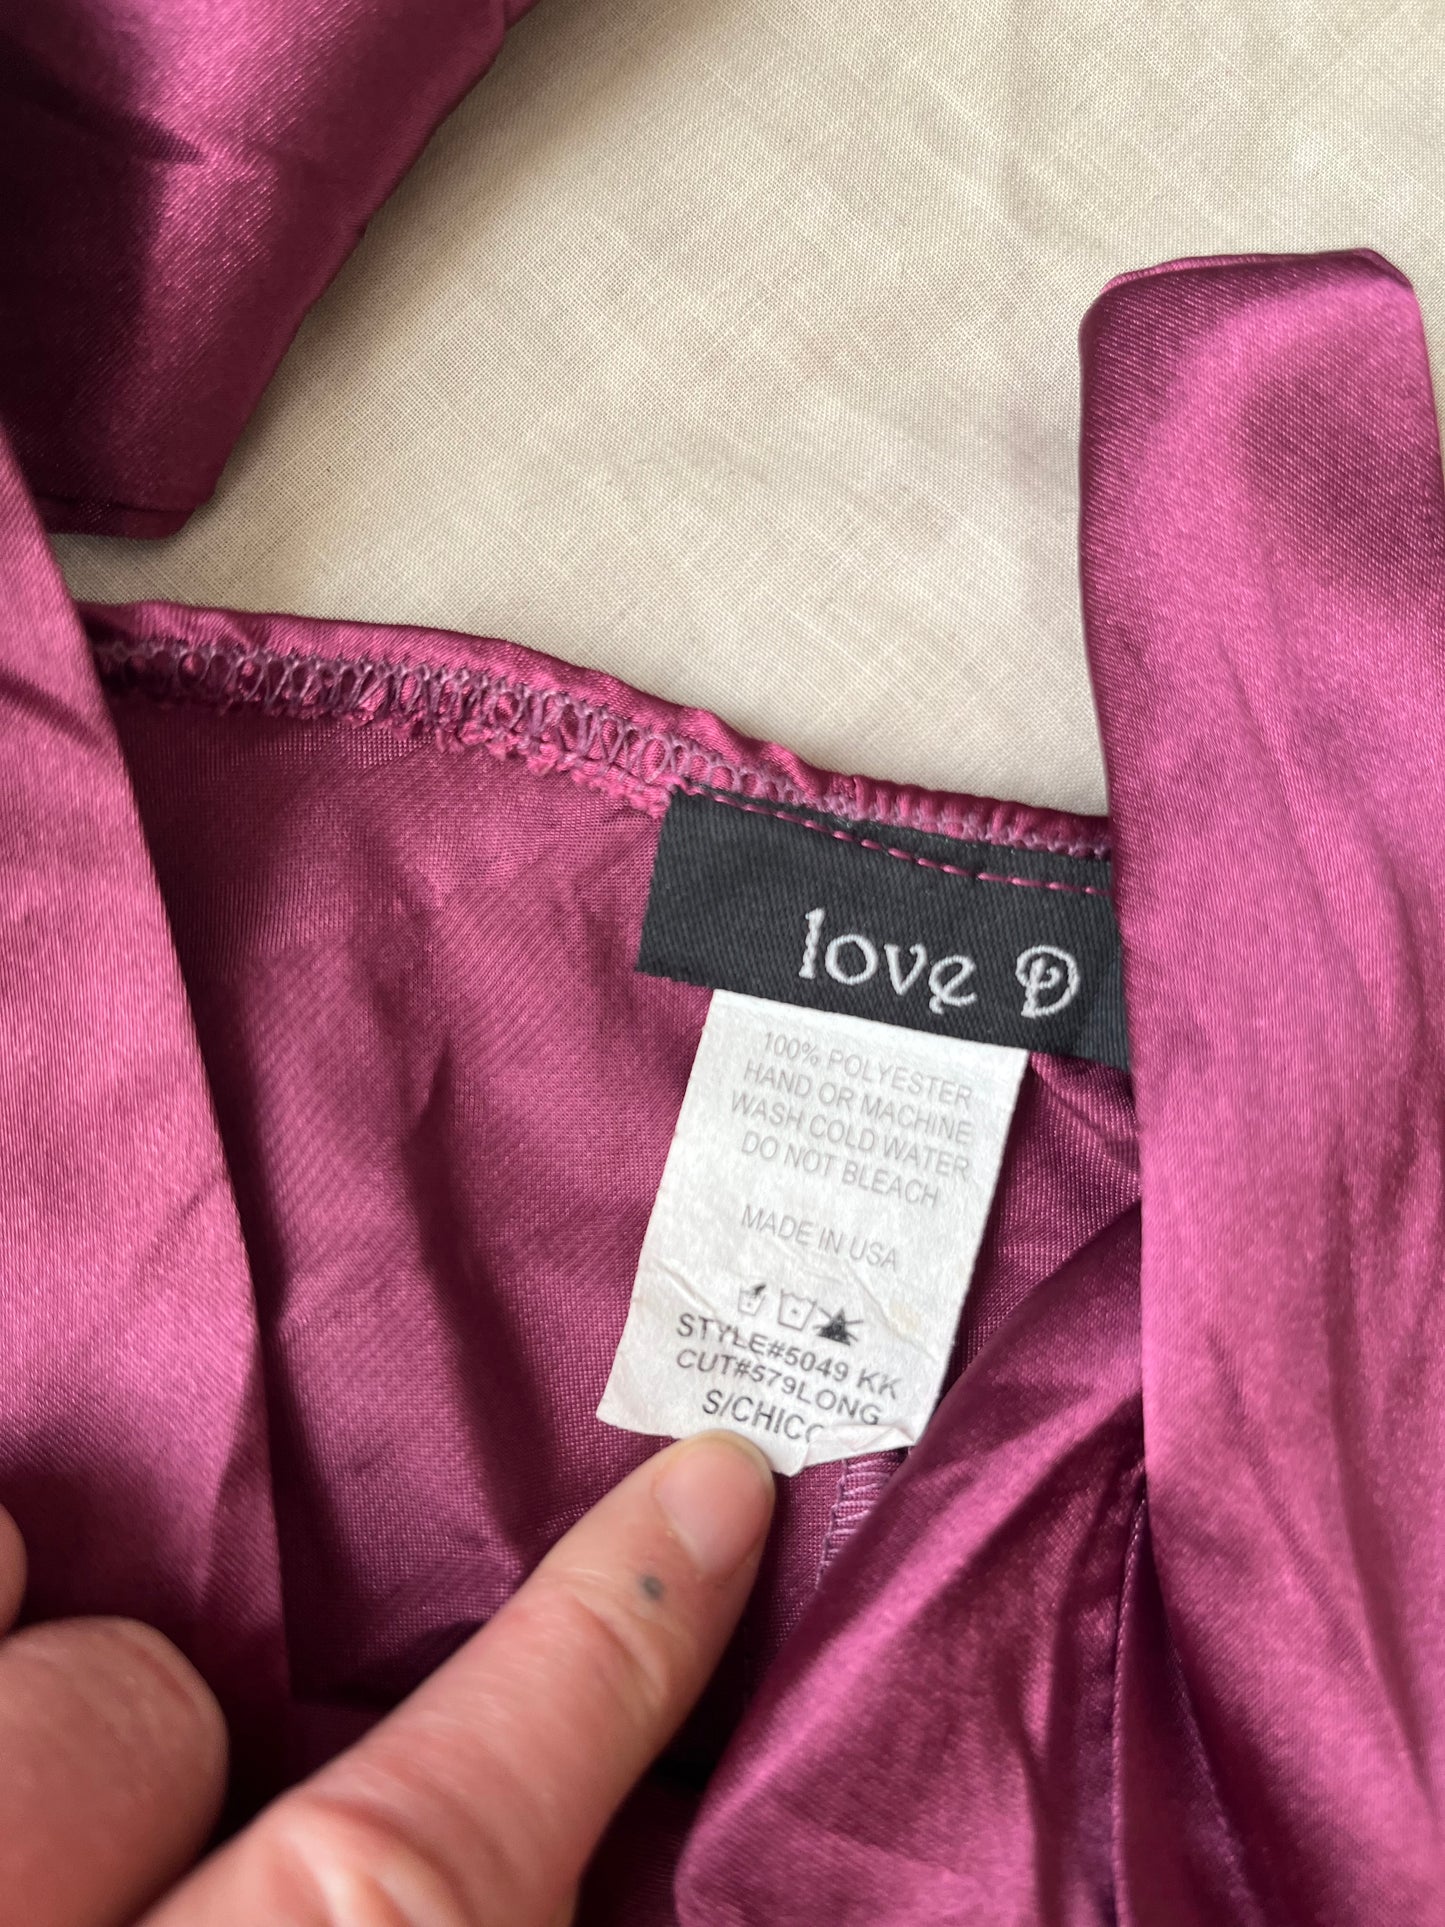 love D
100% POLYESTER
HAND OR MACHINE
WASH COLD WATER
DO NOT BLEACH
MADE IN USA
STYLE#5049 KK
CUT#579LONG